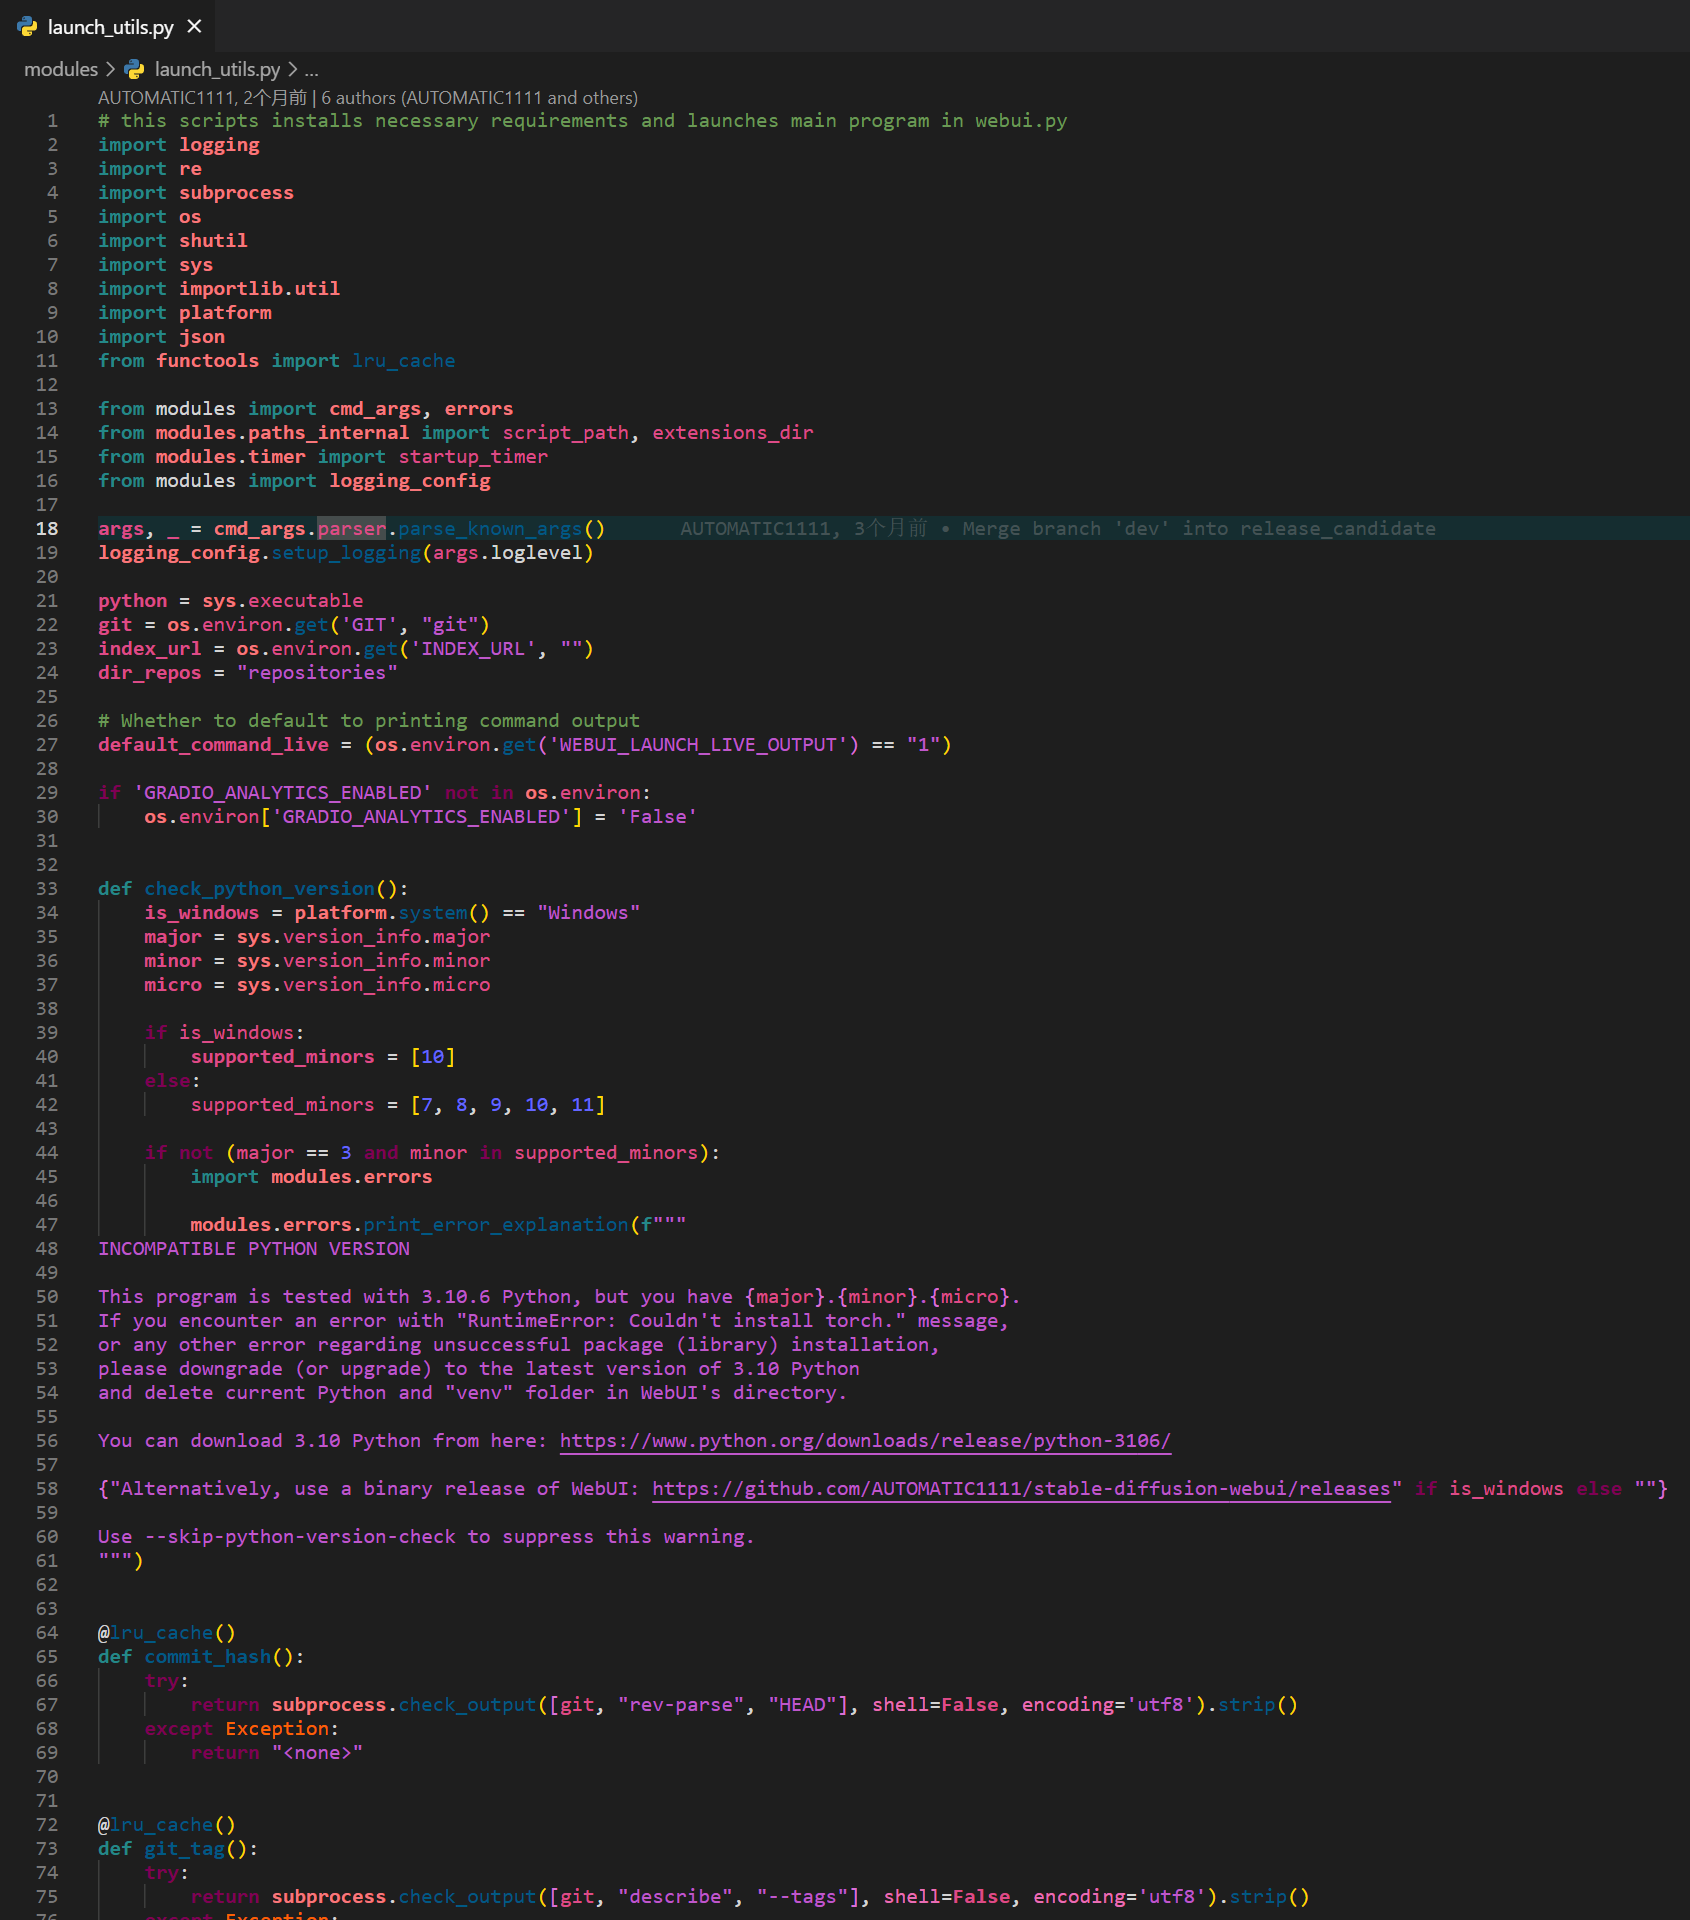 launch_utils.py ×
modules > launch_utils.py > ...
AUTOMATIC1111, 2个月前 | 6 authors (AUTOMATIC1111 and others)
1 # this scripts installs necessary requirements and launches main program in webui.py
2 import logging
3 import re
4 import subprocess
5 import os
6 import shutil
7 import sys
8 import importlib.util
9 import platform
10 import json
11 from functools import lru_cache
12
13 from modules import cmd_args, errors
14 from modules.paths_internal import script_path, extensions_dir
15 from modules.timer import startup_timer
16 from modules import logging_config
17
18 args, _ = cmd_args.parser.parse_known_args() AUTOMATIC1111, 3个月前 • Merge branch 'dev' into release_candidate
19 logging_config.setup_logging(args.loglevel)
20
21 python = sys.executable
22 git = os.environ.get('GIT', "git")
23 index_url = os.environ.get('INDEX_URL', "")
24 dir_repos = "repositories"
25
26 # Whether to default to printing command output
27 default_command_live = (os.environ.get('WEBUI_LAUNCH_LIVE_OUTPUT') == "1")
28
29 if 'GRADIO_ANALYTICS_ENABLED' not in os.environ:
30     os.environ['GRADIO_ANALYTICS_ENABLED'] = 'False'
31
32
33 def check_python_version():
34     is_windows = platform.system() == "Windows"
35     major = sys.version_info.major
36     minor = sys.version_info.minor
37     micro = sys.version_info.micro
38
39     if is_windows:
40         supported_minors = [10]
41     else:
42         supported_minors = [7, 8, 9, 10, 11]
43
44     if not (major == 3 and minor in supported_minors):
45         import modules.errors
46
47         modules.errors.print_error_explanation(f"""
48 INCOMPATIBLE PYTHON VERSION
49
50 This program is tested with 3.10.6 Python, but you have {major}.{minor}.{micro}.
51 If you encounter an error with "RuntimeError: Couldn't install torch." message,
52 or any other error regarding unsuccessful package (library) installation,
53 please downgrade (or upgrade) to the latest version of 3.10 Python
54 and delete current Python and "venv" folder in WebUI's directory.
55
56 You can download 3.10 Python from here: https://www.python.org/downloads/release/python-3106/
57
58 {"Alternatively, use a binary release of WebUI: https://github.com/AUTOMATIC1111/stable-diffusion-webui/releases" if is_windows else ""}
59
60 Use --skip-python-version-check to suppress this warning.
61 """)
62
63
64 @lru_cache()
65 def commit_hash():
66     try:
67         return subprocess.check_output([git, "rev-parse", "HEAD"], shell=False, encoding='utf8').strip()
68     except Exception:
69         return "<none>"
70
71
72 @lru_cache()
73 def git_tag():
74     try:
75         return subprocess.check_output([git, "describe", "--tags"], shell=False, encoding='utf8').strip()
76     except Exception: